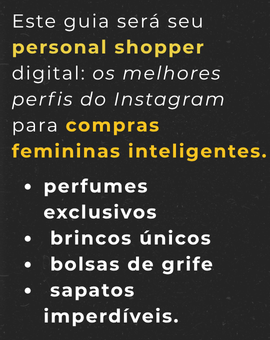 Este guia será seu
personal shopper
digital: os melhores
perfis do Instagram
para compras
femininas inteligentes.
• perfumes
exclusivos
• brincos únicos
• bolsas de grife
• sapatos
imperdíveis.